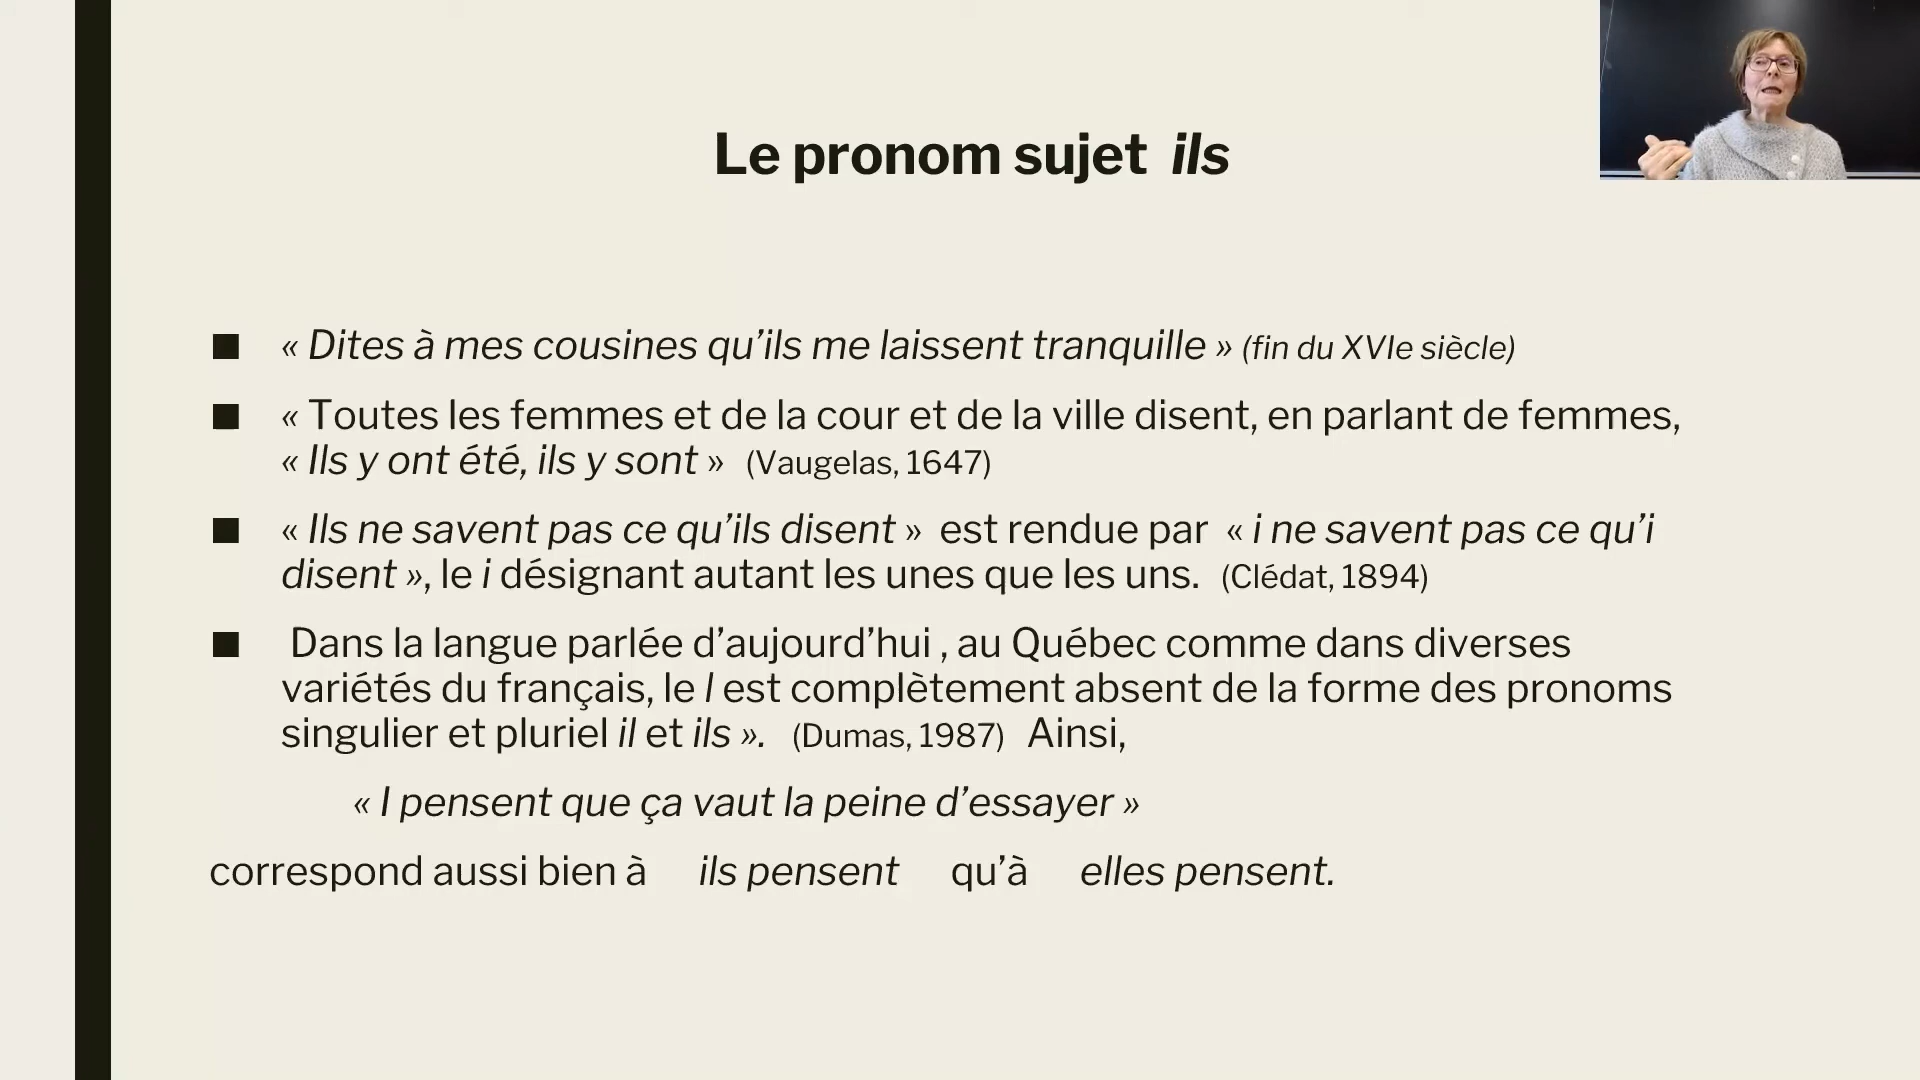 Le pronom sujet ils
« Dites à mes cousines qu’ils me laissent tranquille » (fin du XVIe siècle)
« Toutes les femmes et de la cour et de la ville disent, en parlant de femmes,
« Ils y ont été, ils y sont » (Vaugelas, 1647)
« Ils ne savent pas ce qu’ils disent » est rendue par « i ne savent pas ce qu’i
disent », le i désignant autant les unes que les uns. (Clédat, 1894)
Dans la langue parlée d’aujourd’hui , au Québec comme dans diverses
variétés du français, le l est complètement absent de la forme des pronoms
singulier et pluriel il et ils ». (Dumas, 1987) Ainsi,
« I pensent que ça vaut la peine d’essayer »
correspond aussi bien à ils pensent qu’à elles pensent.